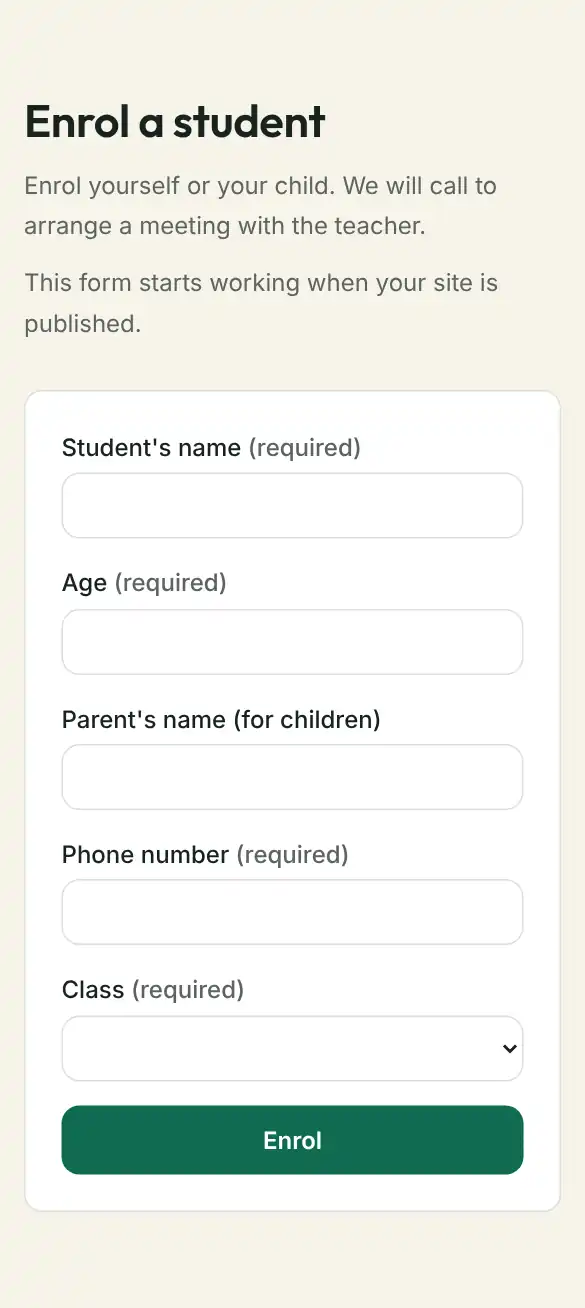 Enrol a student
Enrol yourself or your child. We will call to
arrange a meeting with the teacher.
This form starts working when your site is
published.
Student's name (required)
Age (required)
Parent's name (for children)
Phone number (required)
Class (required)
Enrol